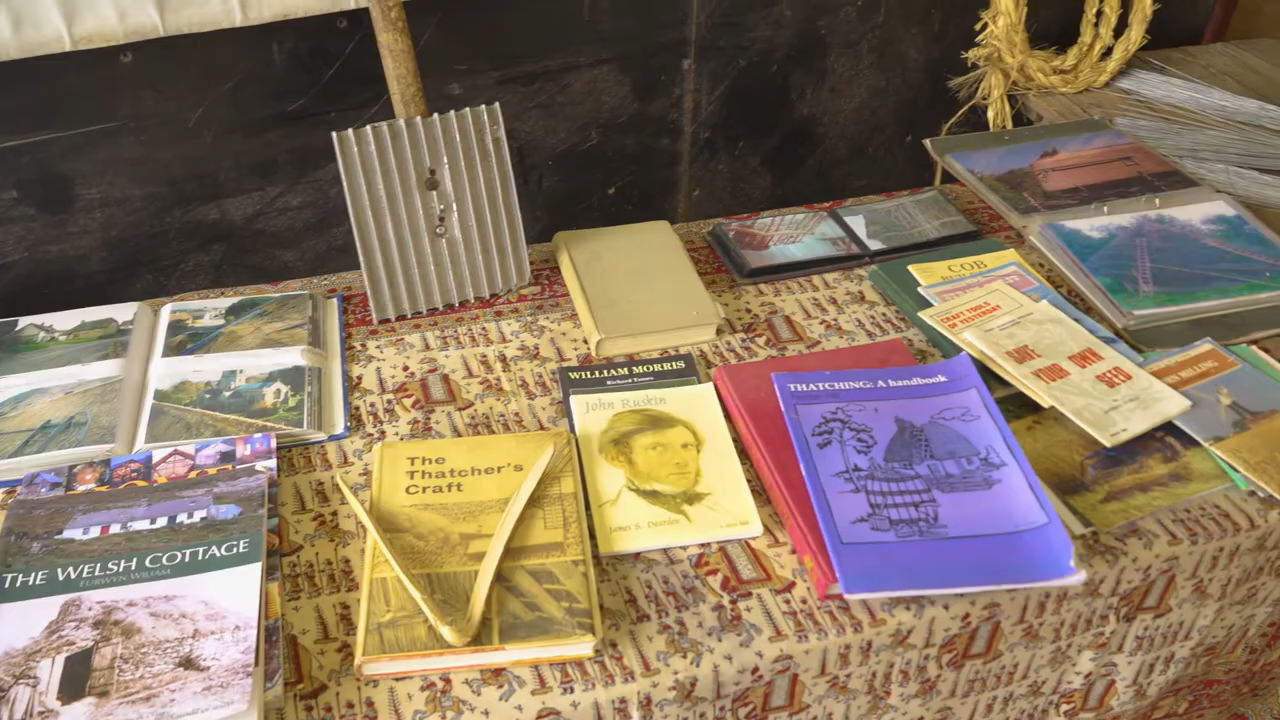 THE WELSH COTTAGE
EURWYN WILIAM
The
Thatcher's
Craft
WILLIAM MORRIS
Richard Tames
John Ruskin
James S. Dearden
THATCHING: A handbook
COB
CRAFT TOOLS
OF YESTERDAY
SAVE
YOUR OWN
SEED
MILLING